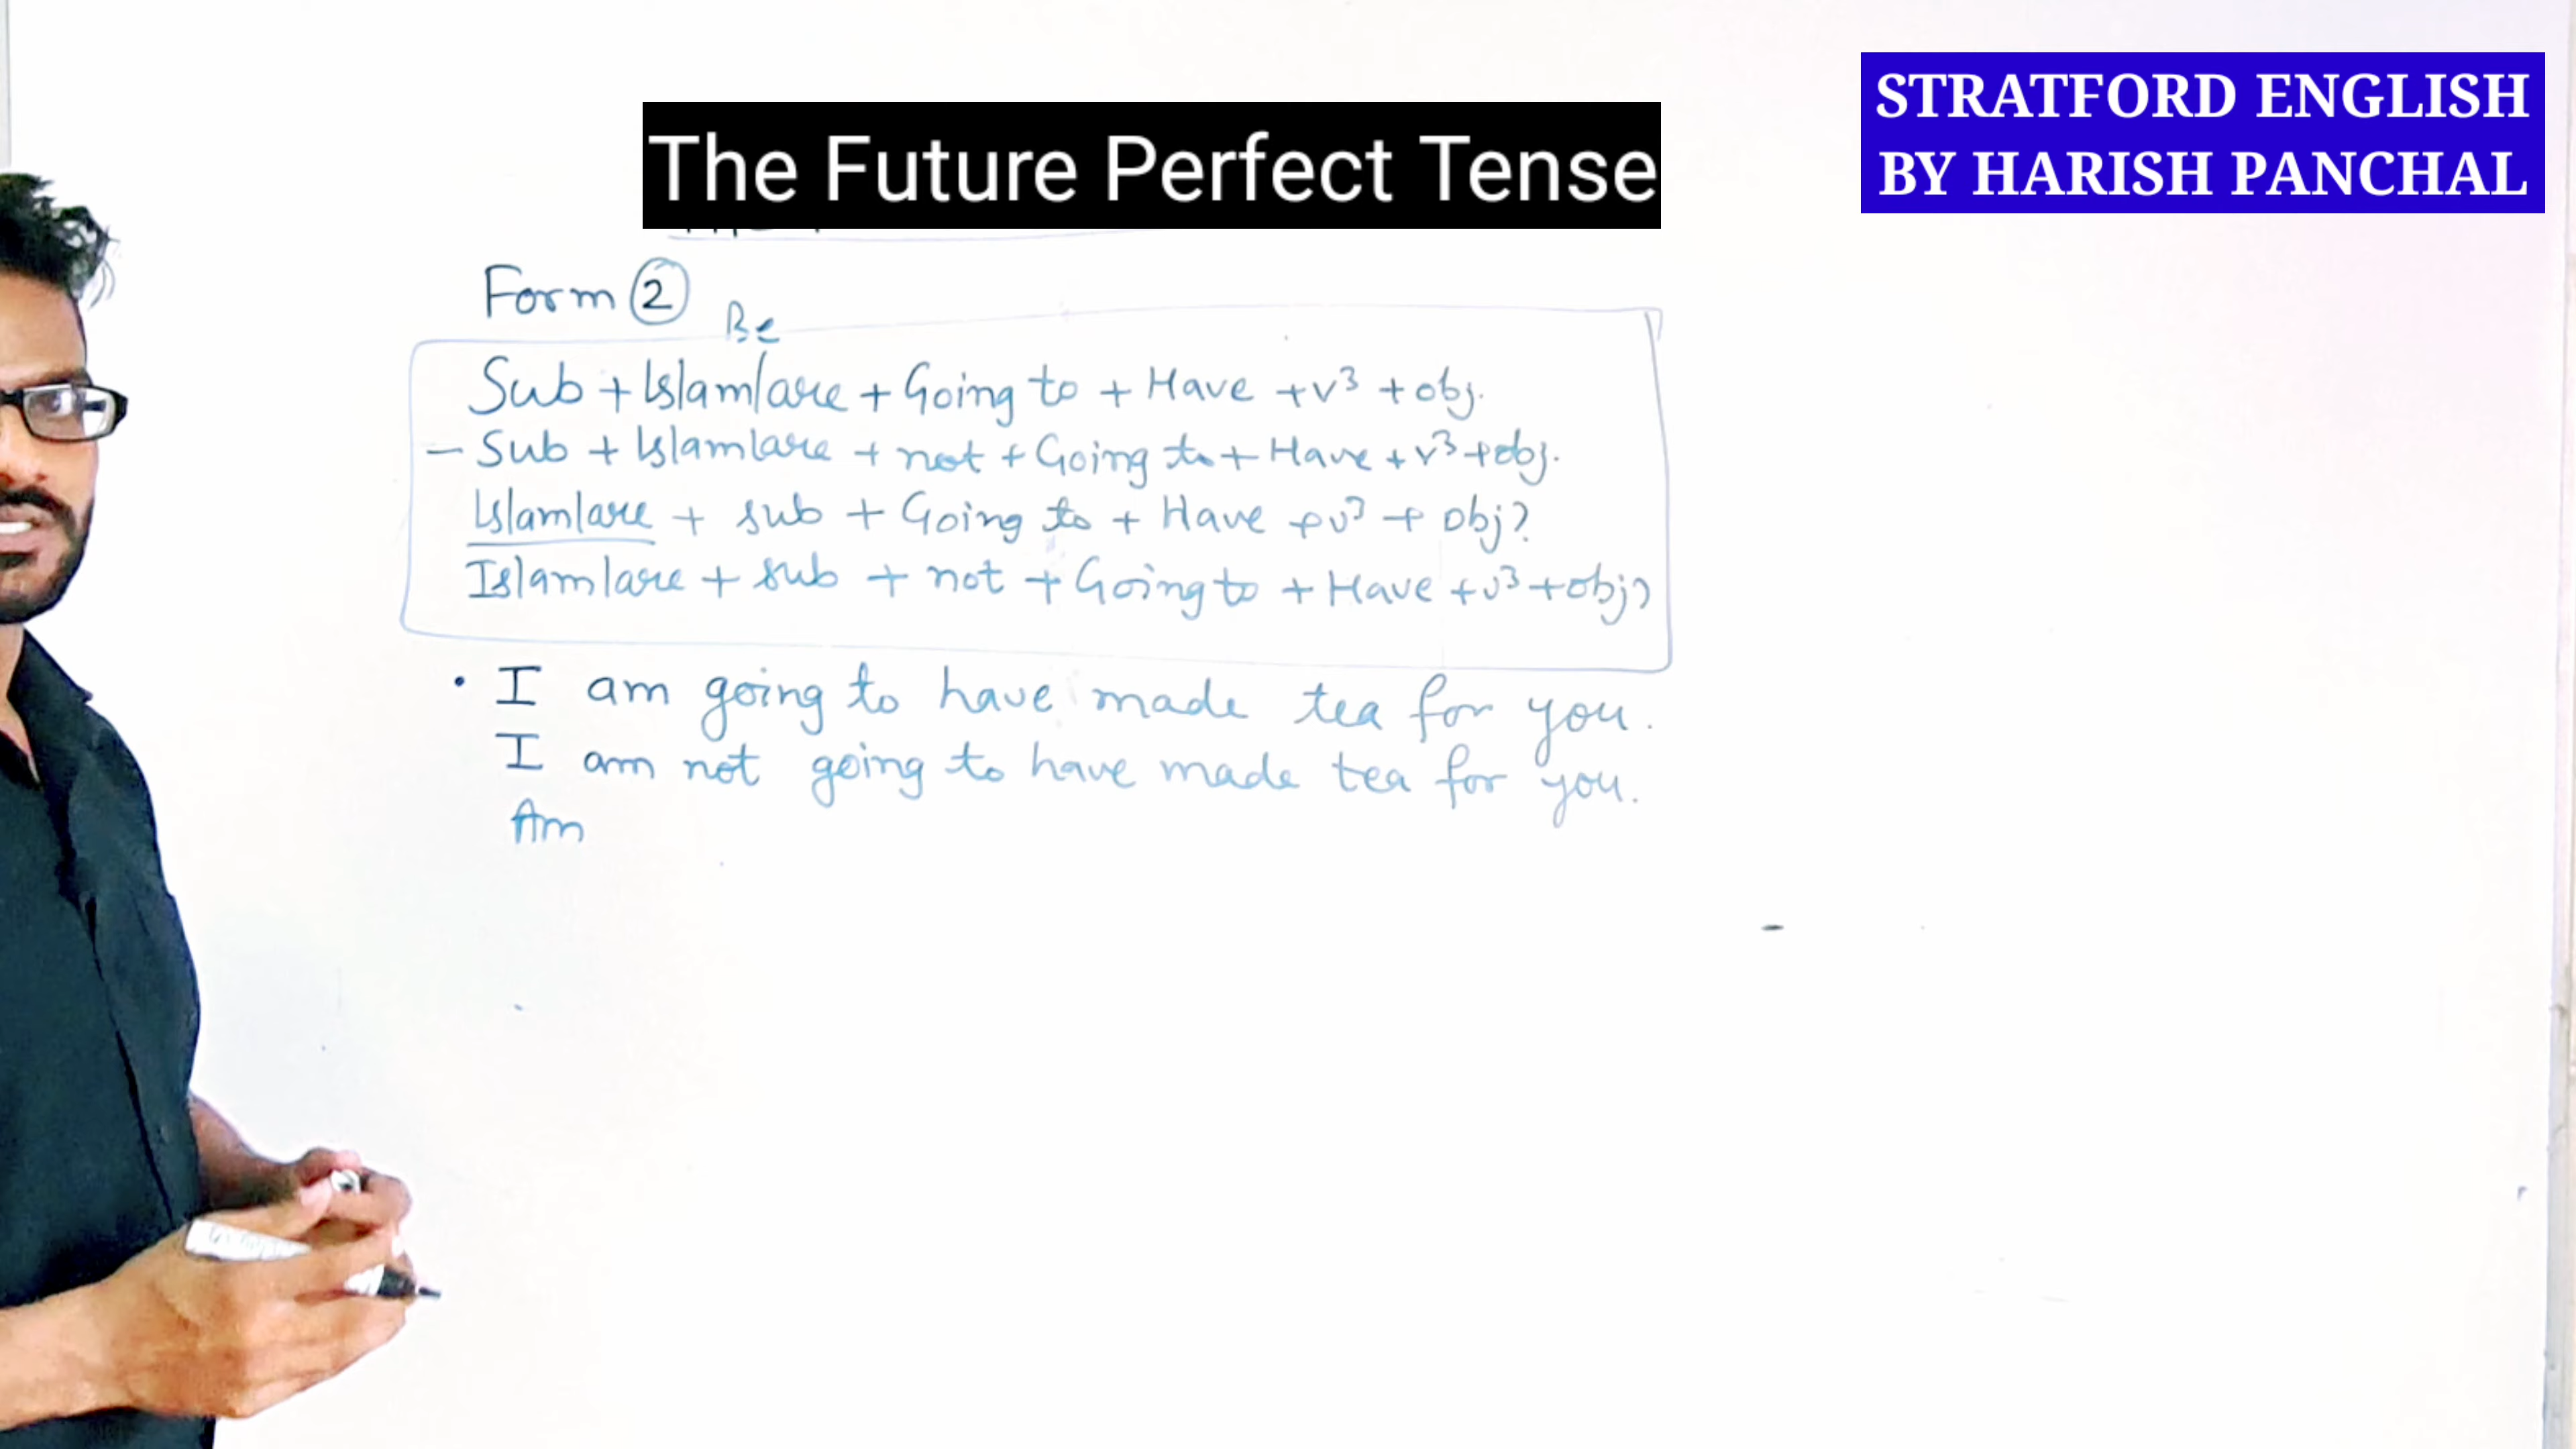 STRATFORD ENGLISH
BY HARISH PANCHAL
The Future Perfect Tense
Form 2
Be
Sub + Is/am/are + Going to + Have + v3 + obj.
- Sub + Is/am/are + not + Going to + Have + v3 + obj.
Is/am/are + sub + Going to + Have + v3 + obj?
Is/am/are + sub + not + Going to + Have + v3 + obj?
• I am going to have made tea for you.
I am not going to have made tea for you.
Am